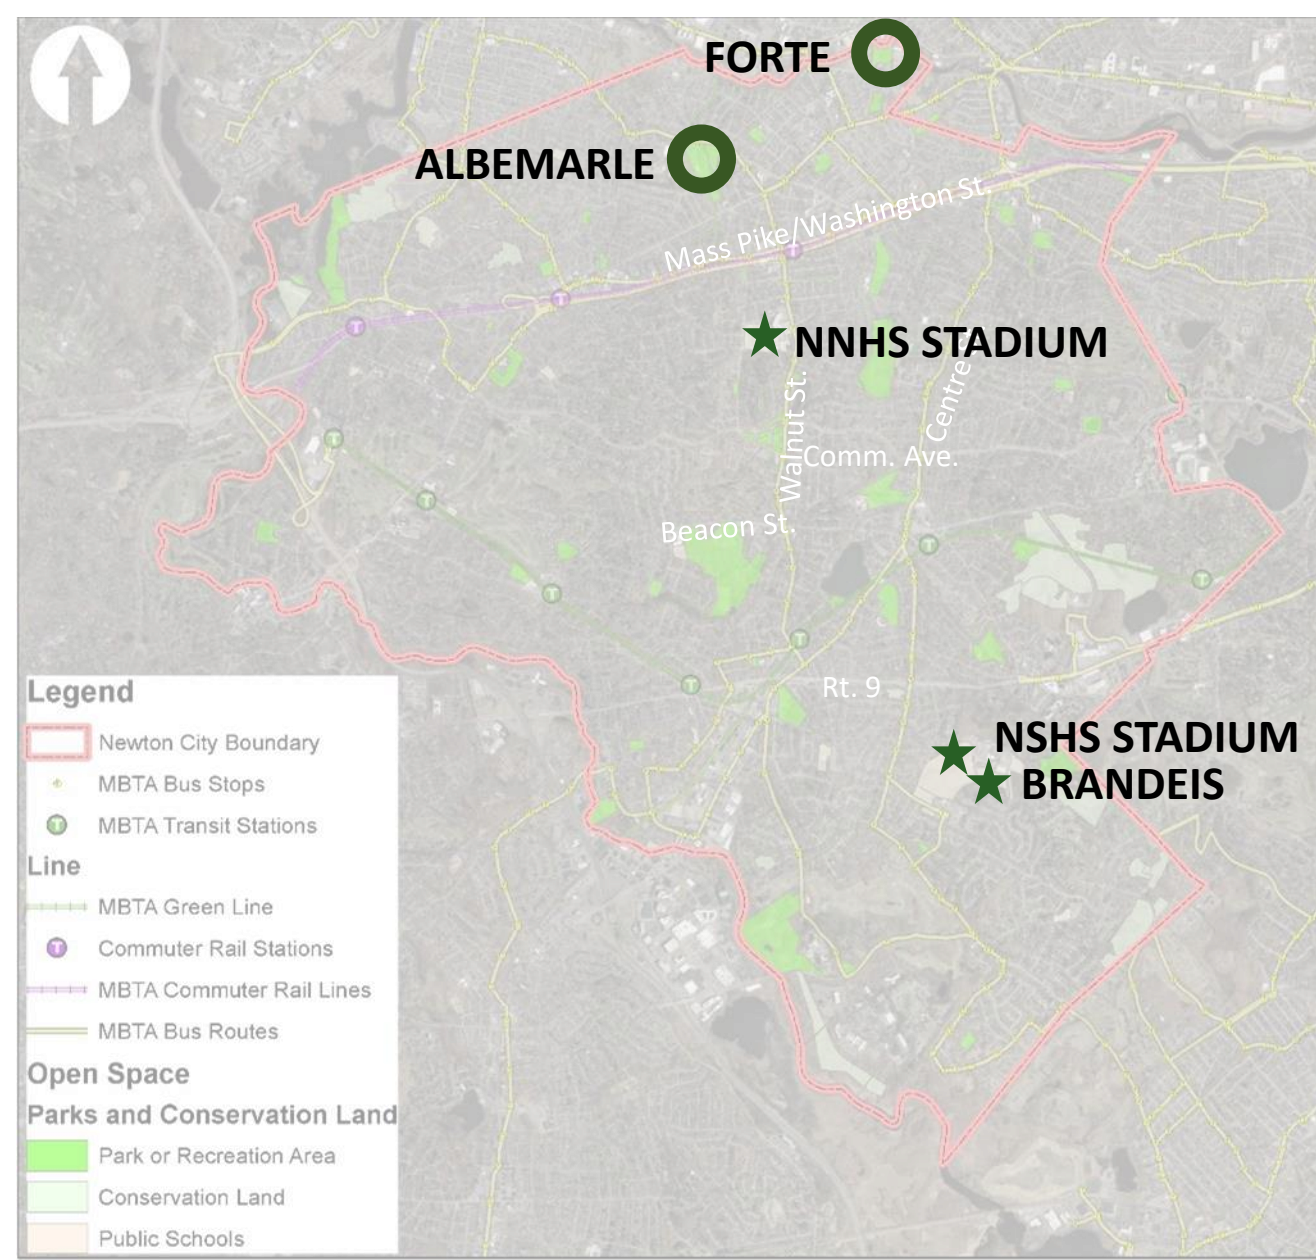 FORTE
ALBEMARLE
Mass Pike/Washington St.
NNHS STADIUM
Centre
Walnut St.
Comm. Ave.
Beacon St.
Rt. 9
NSHS STADIUM
BRANDEIS
Legend
Newton City Boundary
MBTA Bus Stops
T MBTA Transit Stations
Line
MBTA Green Line
T Commuter Rail Stations
MBTA Commuter Rail Lines
MBTA Bus Routes
Open Space
Parks and Conservation Land
Park or Recreation Area
Conservation Land
Public Schools